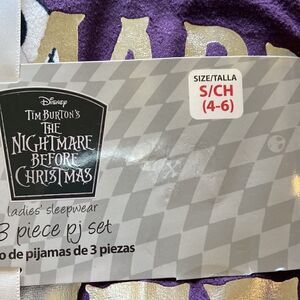 SIZE/TALLA
S/CH
(4-6)
Disney
TIM BURTON'S
THE
NIGHTMARE
BEFORE
CHRISTMAS
ladies' sleepwear
3 piece pj set
o de pijamas de 3 piezas